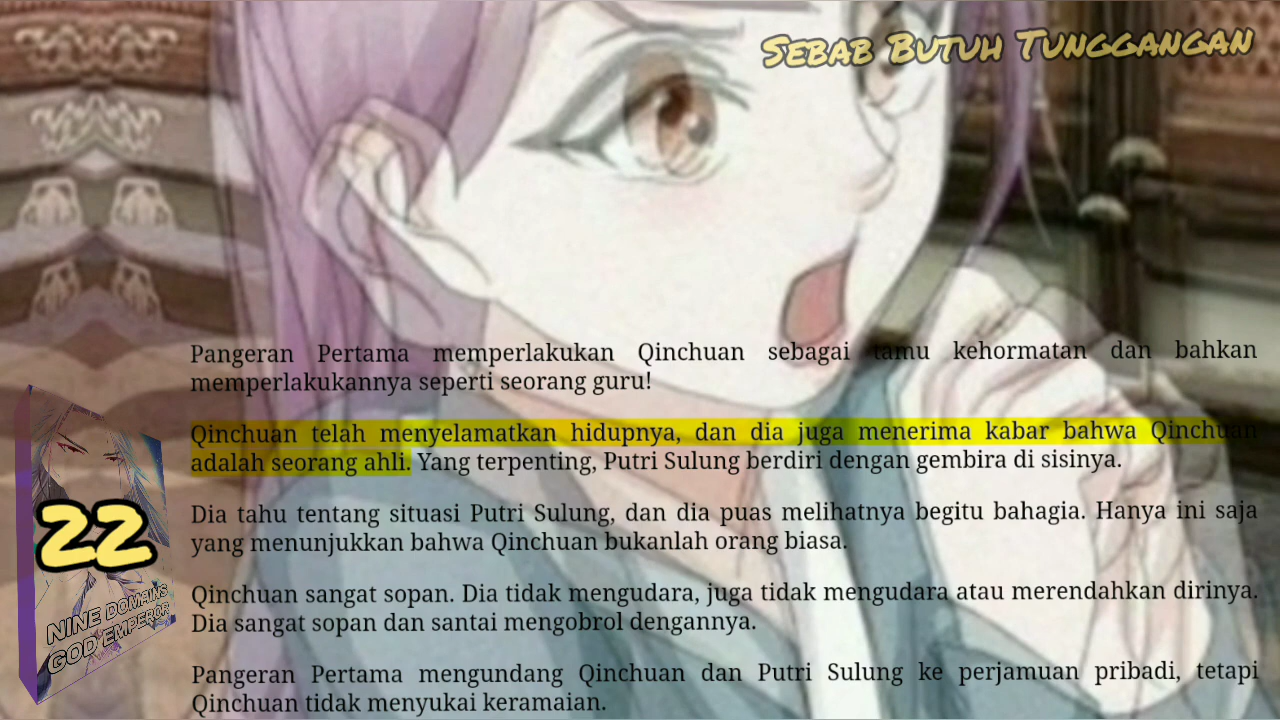 Sebab Butuh Tunggangan
Pangeran Pertama memperlakukan Qinchuan sebagai tamu kehormatan dan bahkan
memperlakukannya seperti seorang guru!
Qinchuan telah menyelamatkan hidupnya, dan dia juga menerima kabar bahwa Qinchuan
adalah seorang ahli. Yang terpenting, Putri Sulung berdiri dengan gembira di sisinya.
Dia tahu tentang situasi Putri Sulung, dan dia puas melihatnya begitu bahagia. Hanya ini saja
yang menunjukkan bahwa Qinchuan bukanlah orang biasa.
Qinchuan sangat sopan. Dia tidak mengudara, juga tidak mengudara atau merendahkan dirinya.
Dia sangat sopan dan santai mengobrol dengannya.
Pangeran Pertama mengundang Qinchuan dan Putri Sulung ke perjamuan pribadi, tetapi
Qinchuan tidak menyukai keramaian.
22
NINE DOMAINS
GOD EMPEROR